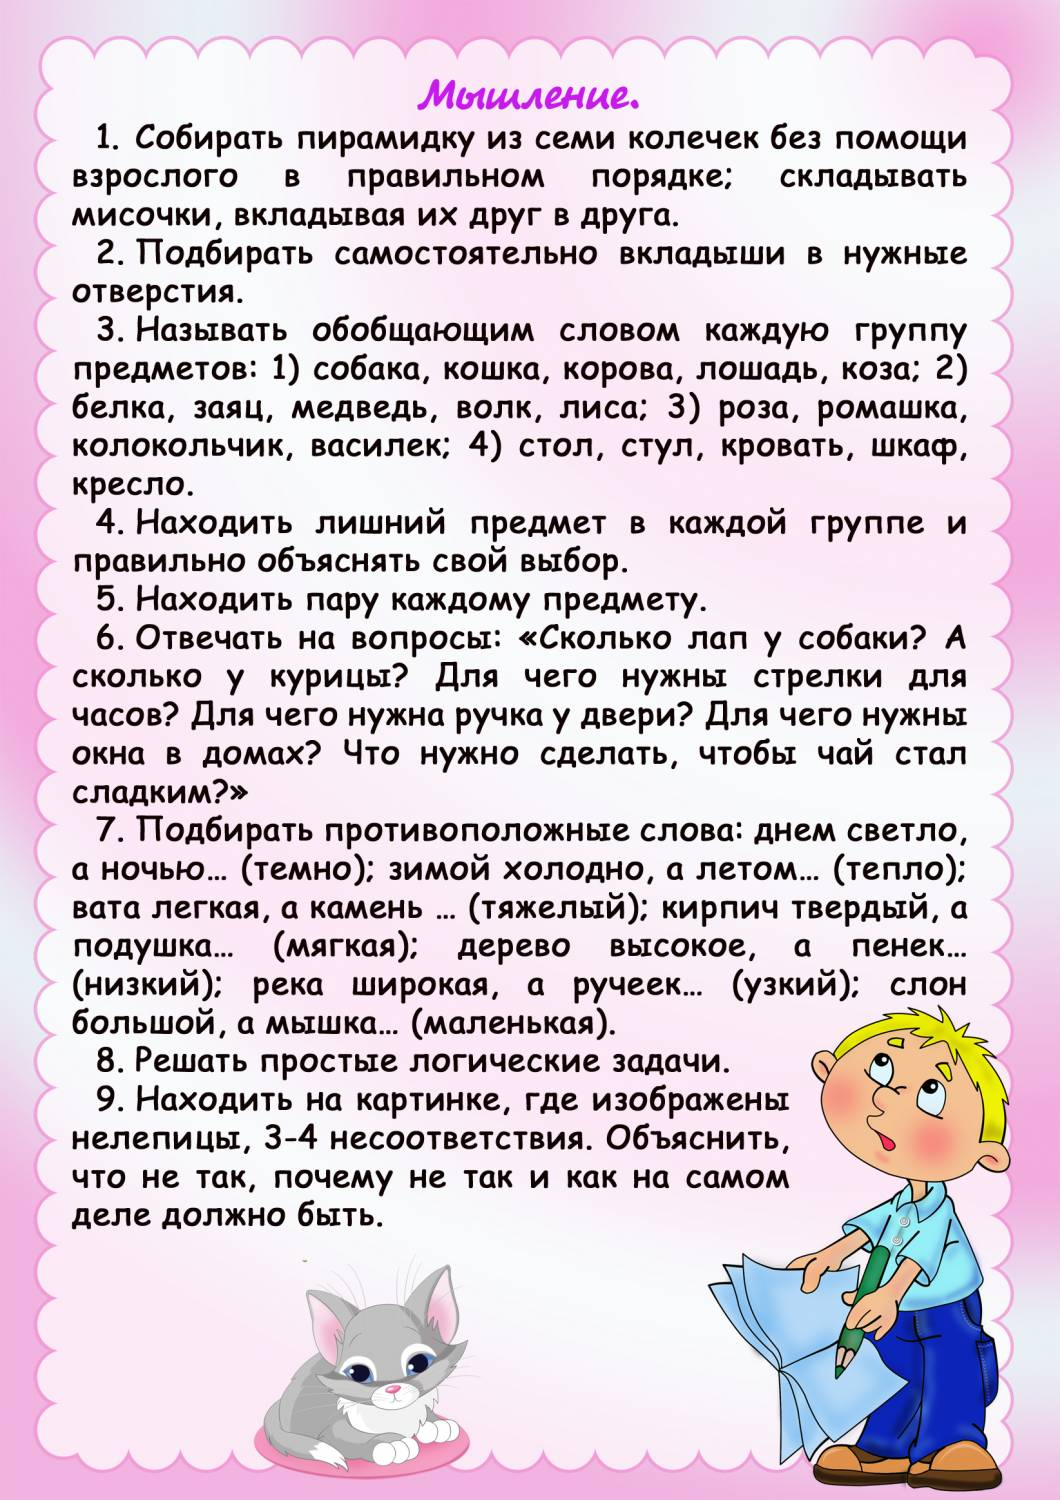 Мышление.
1. Собирать пирамидку из семи колечек без помощи
взрослого в правильном порядке; складывать
мисочки, вкладывая их друг в друга.
2. Подбирать самостоятельно вкладыши в нужные
отверстия.
3. Называть обобщающим словом каждую группу
предметов: 1) собака, кошка, корова, лошадь, коза; 2)
белка, заяц, медведь, волк, лиса; 3) роза, ромашка,
колокольчик, василек; 4) стол, стул, кровать, шкаф,
кресло.
4. Находить лишний предмет в каждой группе и
правильно объяснять свой выбор.
5. Находить пару каждому предмету.
6. Отвечать на вопросы: «Сколько лап у собаки? А
сколько у курицы? Для чего нужны стрелки для
часов? Для чего нужна ручка у двери? Для чего нужны
окна в домах? Что нужно сделать, чтобы чай стал
сладким?»
7. Подбирать противоположные слова: днем светло,
а ночью… (темно); зимой холодно, а летом… (тепло);
вата легкая, а камень … (тяжелый); кирпич твердый, а
подушка… (мягкая); дерево высокое, а пенек…
(низкий); река широкая, а ручеек… (узкий); слон
большой, а мышка… (маленькая).
8. Решать простые логические задачи.
9. Находить на картинке, где изображены
нелепицы, 3-4 несоответствия. Объяснить,
что не так, почему не так и как на самом
деле должно быть.